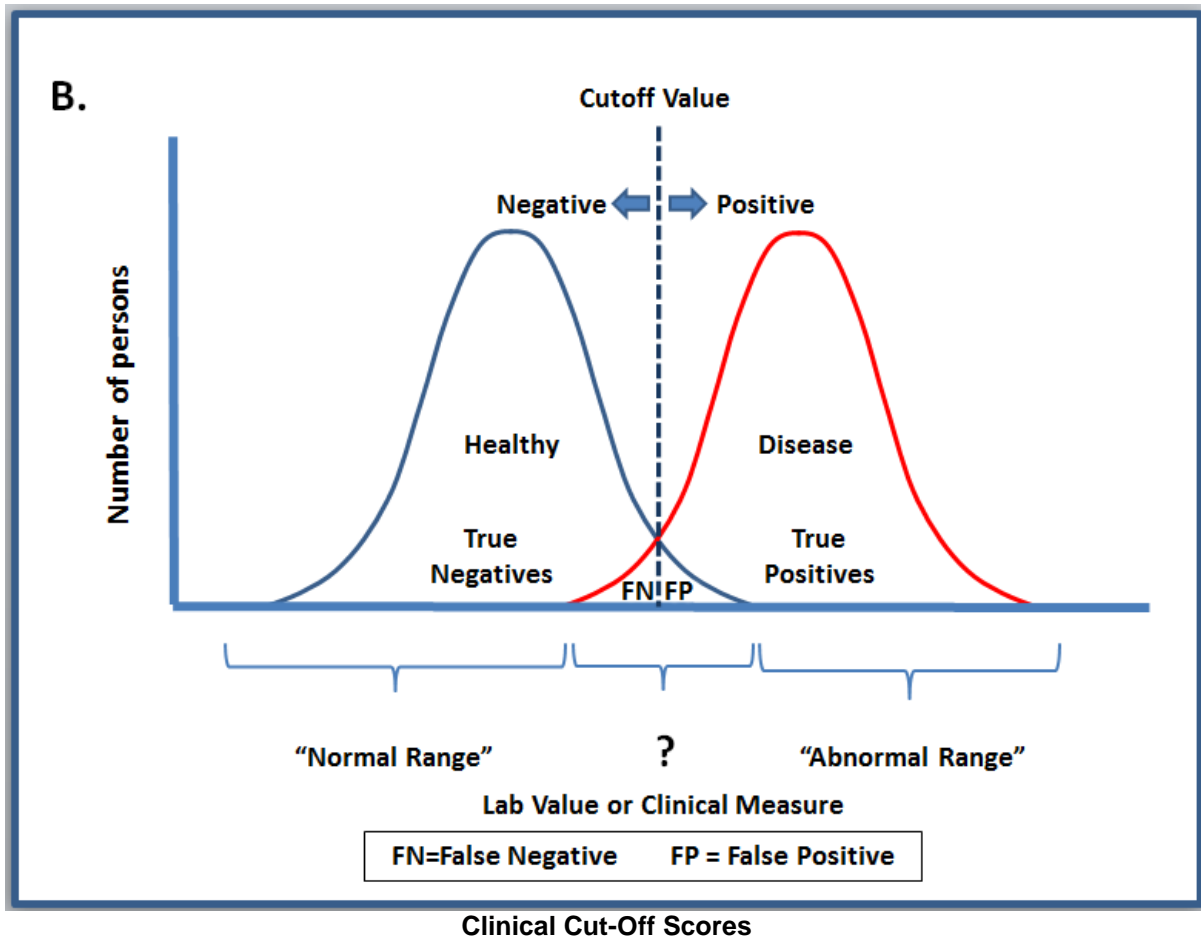 B.
Cutoff Value
Negative Positive
Number of persons
Healthy
Disease
True
Negatives
FN FP
True
Positives
“Normal Range”
?
“Abnormal Range”
Lab Value or Clinical Measure
FN=False Negative FP = False Positive
Clinical Cut-Off Scores